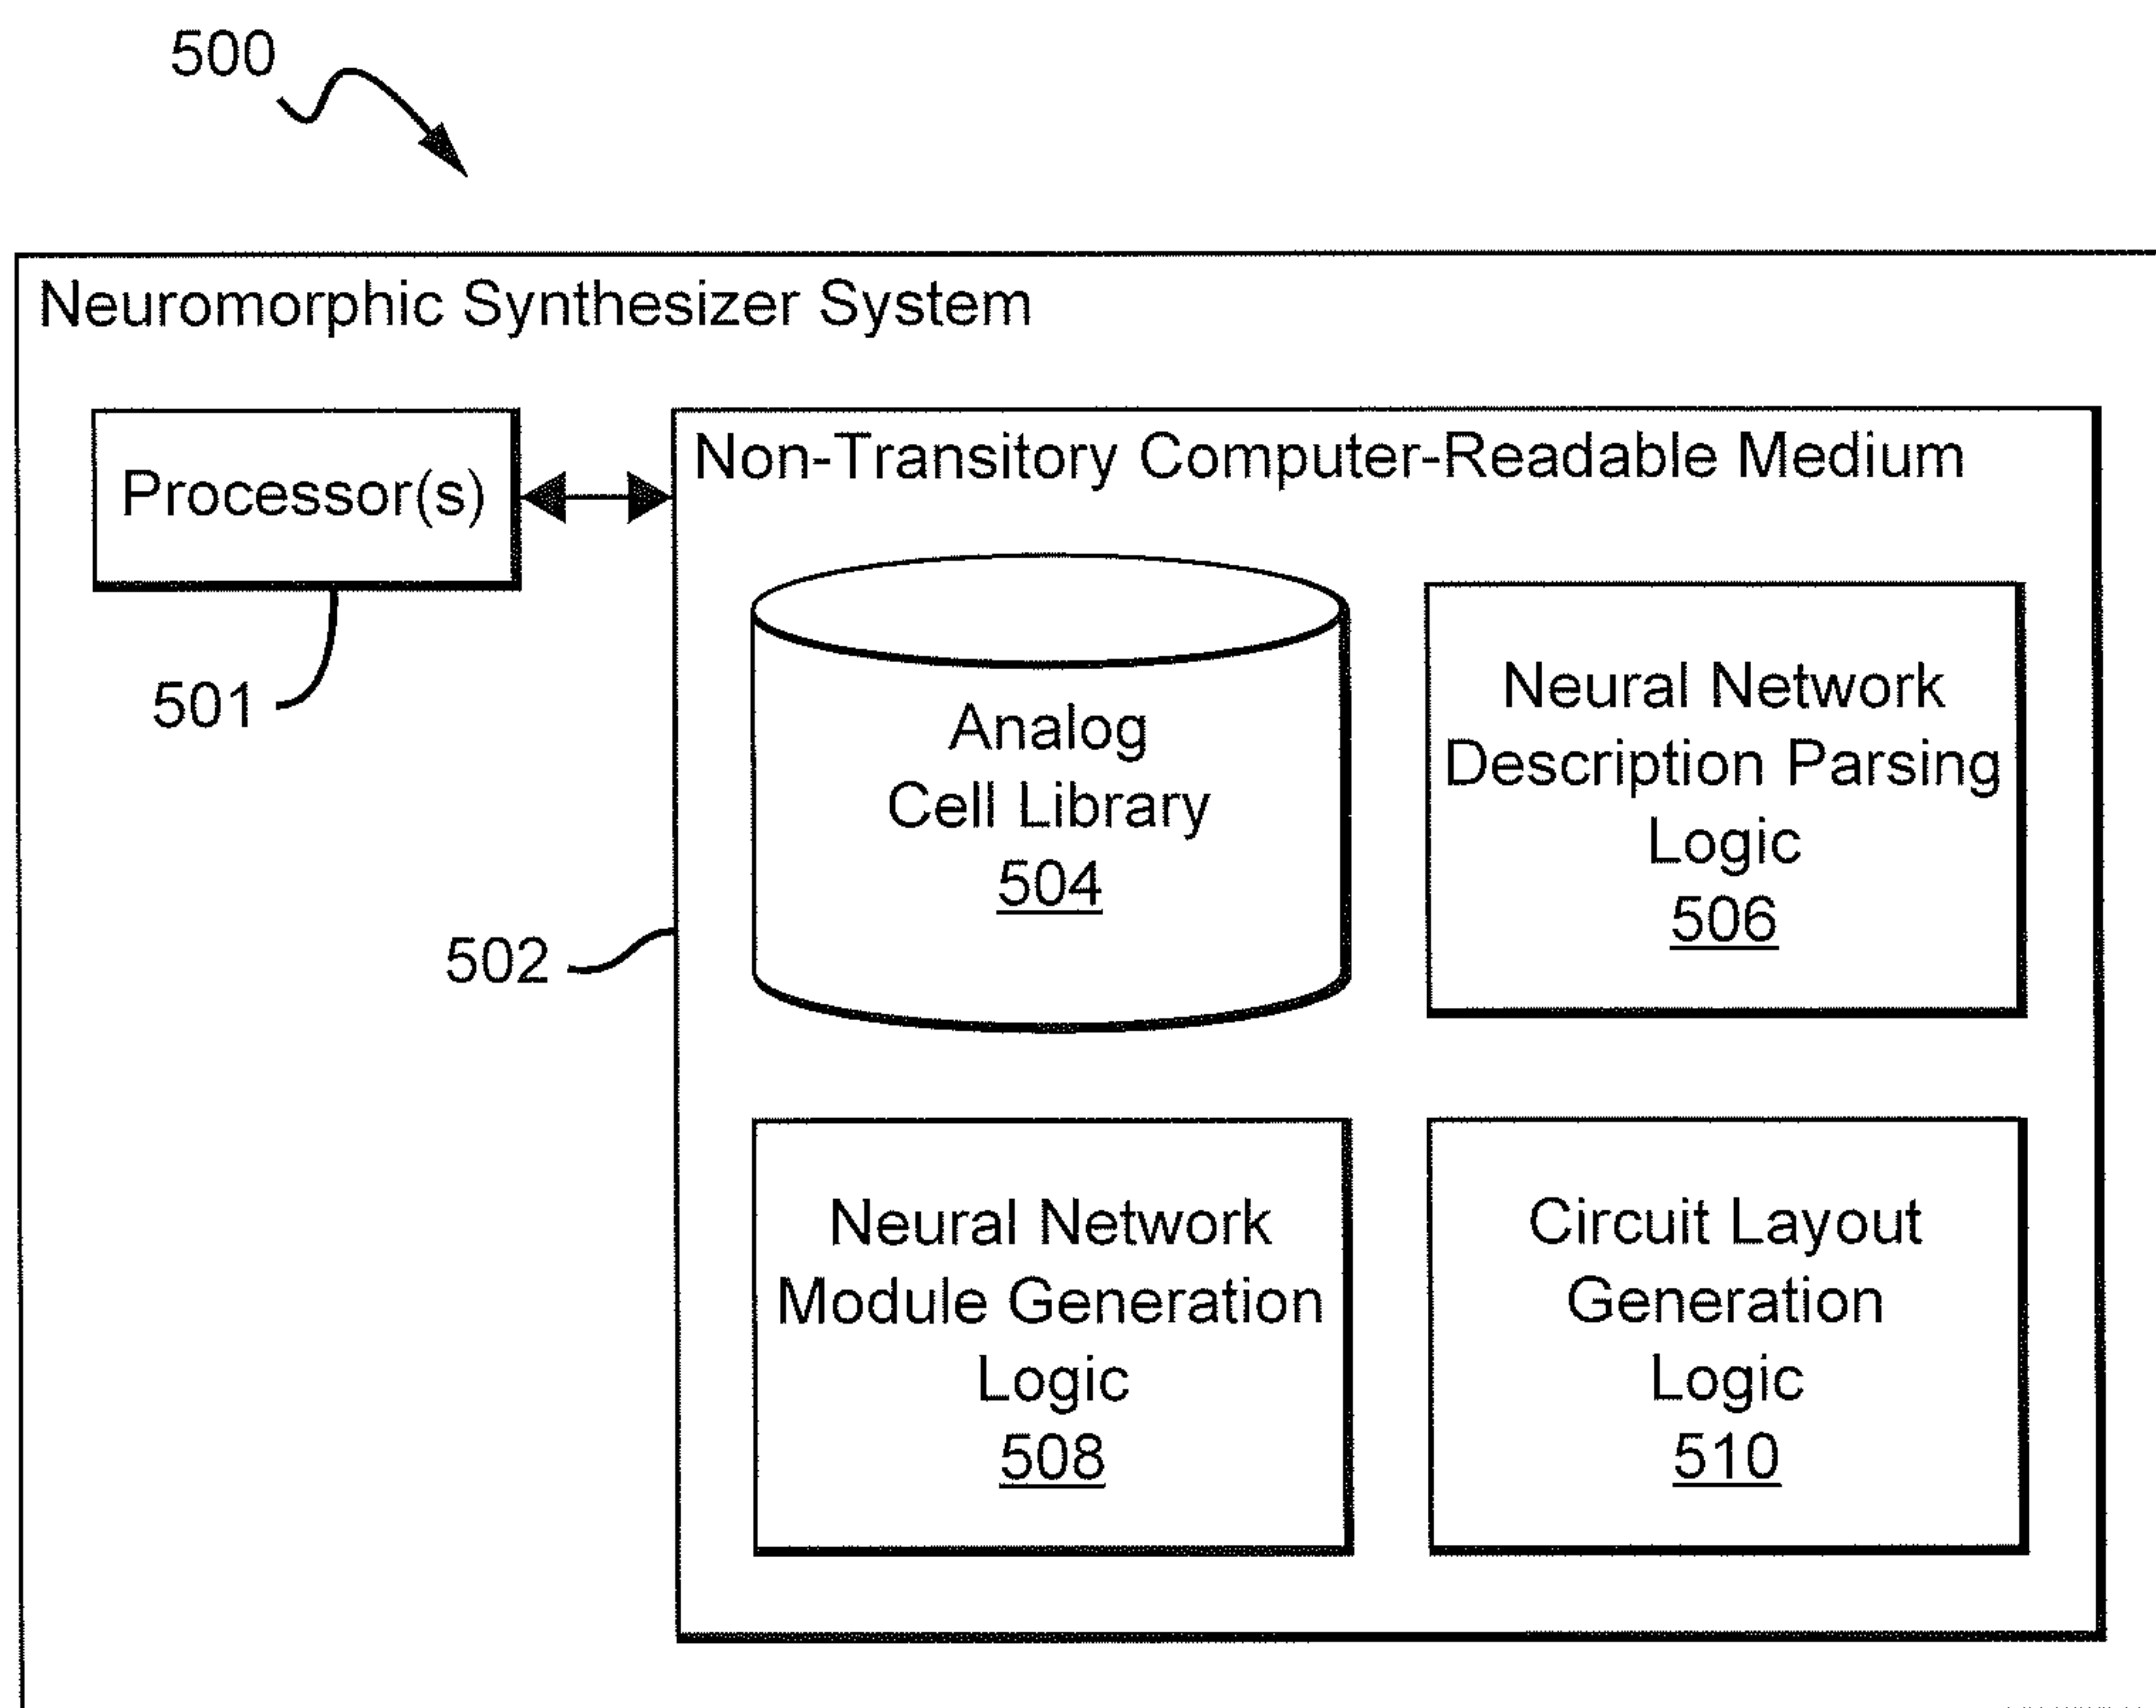 500
Neuromorphic Synthesizer System
Processor(s)
501
Non-Transitory Computer-Readable Medium
502
Analog
Cell Library
504
Neural Network
Description Parsing
Logic
506
Neural Network
Module Generation
Logic
508
Circuit Layout
Generation
Logic
510